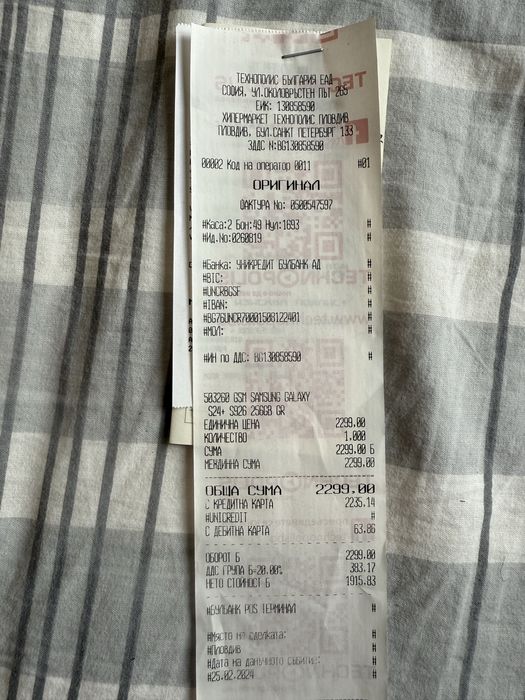 ТЕХНОПОЛИС БЪЛГАРИЯ ЕАД
СОФИЯ, УЛ.ОКОЛОВРЪСТЕН ПЪТ 265
ЕИК: 130858590
ХИПЕРМАРКЕТ ТЕХНОПОЛИС ПЛОВДИВ
ПЛОВДИВ, БУЛ.САНКТ ПЕТЕРБУРГ 133
ЗДДС N:BG130858590
00002 Код на оператор 0011 #01
ОРИГИНАЛ
ФАКТУРА No: 0500547597
#Каса:2 Бон:49 Нул:1693 #
#Ид.No:0260819 #
#Банка: УНИКРЕДИТ БУЛБАНК АД #
#BIC: #
#UNCRBGSF #
#IBAN: #
#BG76UNCR70001508122401 #
#МОЛ: #
#ИН по ДДС: BG130858590 #
503260 GSM SAMSUNG GALAXY
S24+ S926 256GB GR
ЕДИНИЧНА ЦЕНА 2299.00
КОЛИЧЕСТВО 1.000
СУМА 2299.00 Б
МЕЖДИННА СУМА 2299.00
ОБЩА СУМА 2299.00
С КРЕДИТНА КАРТА 2235.14
#UNICREDIT #
С ДЕБИТНА КАРТА 63.86
ОБОРОТ Б 2299.00
ДДС ГРУПА Б=20.00% 383.17
НЕТО СТОЙНОСТ Б 1915.83
#БУЛБАНК POS ТЕРМИНАЛ #
#Място на сделката: #
#Пловдив #
#Дата на данъчното събитие: #
#25.02.2024 #